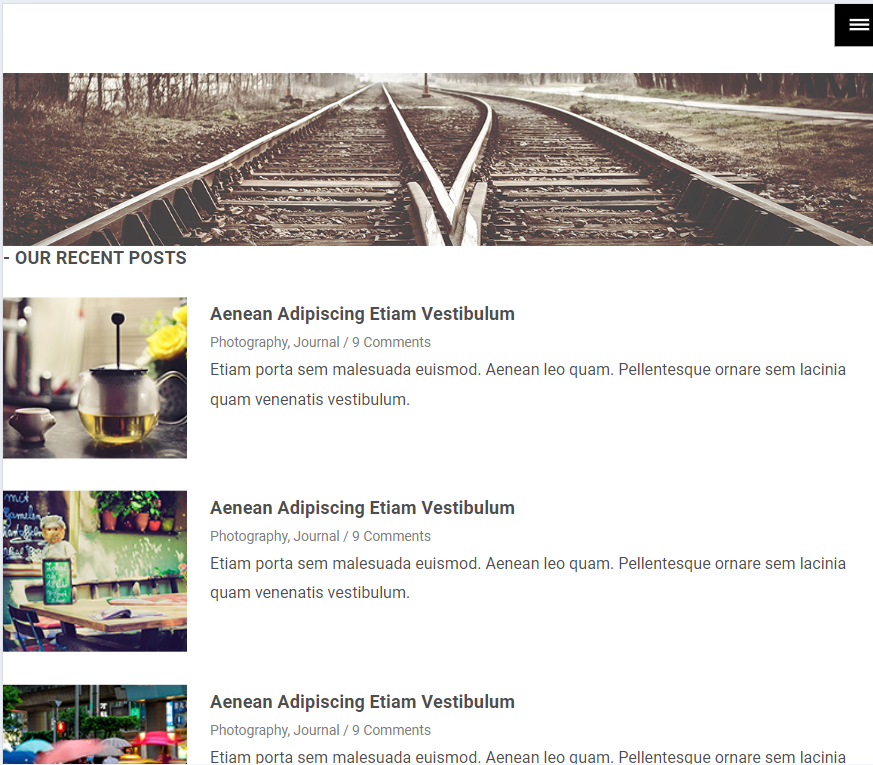 - OUR RECENT POSTS
Aenean Adipiscing Etiam Vestibulum
Photography, Journal / 9 Comments
Etiam porta sem malesuada euismod. Aenean leo quam. Pellentesque ornare sem lacinia
quam venenatis vestibulum.
mit
Aenean Adipiscing Etiam Vestibulum
Photography, Journal / 9 Comments
Etiam porta sem malesuada euismod. Aenean leo quam. Pellentesque ornare sem lacinia
quam venenatis vestibulum.
Aenean Adipiscing Etiam Vestibulum
Photography, Journal / 9 Comments
Etiam porta sem malesuada euismod. Aenean leo quam. Pellentesque ornare sem lacinia